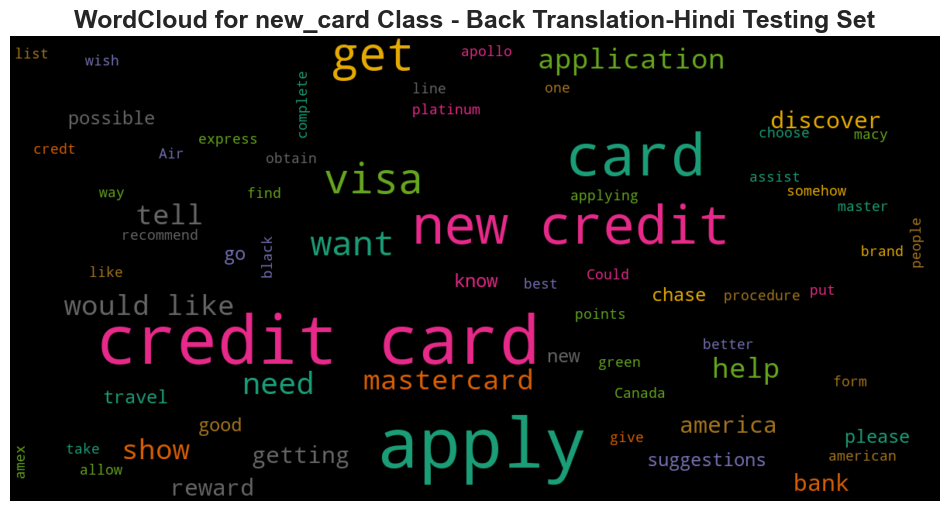 WordCloud for new_card Class - Back Translation-Hindi Testing Set
list
wish
get
apollo
application
line
one
complete
platinum
possible
discover
express
choose
macy
credt
Air
obtain
card
visa
assist
way
find
applying
somehow
tell
new credit
master
recommend
want
go
black
people
brand
like
know
best
Could
would like
chase
procedure
put
points
credit card
better
new
green
help
need
mastercard
form
travel
Canada
good
america
apply
give
please
show
take
getting
suggestions
american
amex
allow
reward
bank